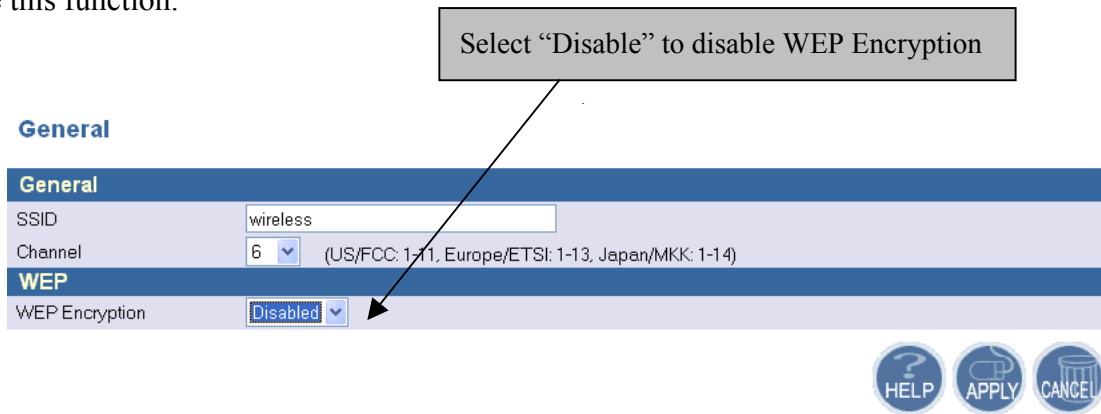 this function.
Select “Disable” to disable WEP Encryption
General
General
SSID wireless
Channel 6 (US/FCC: 1-11, Europe/ETSI: 1-13, Japan/MKK: 1-14)
WEP
WEP Encryption Disabled
HELP APPLY CANCEL